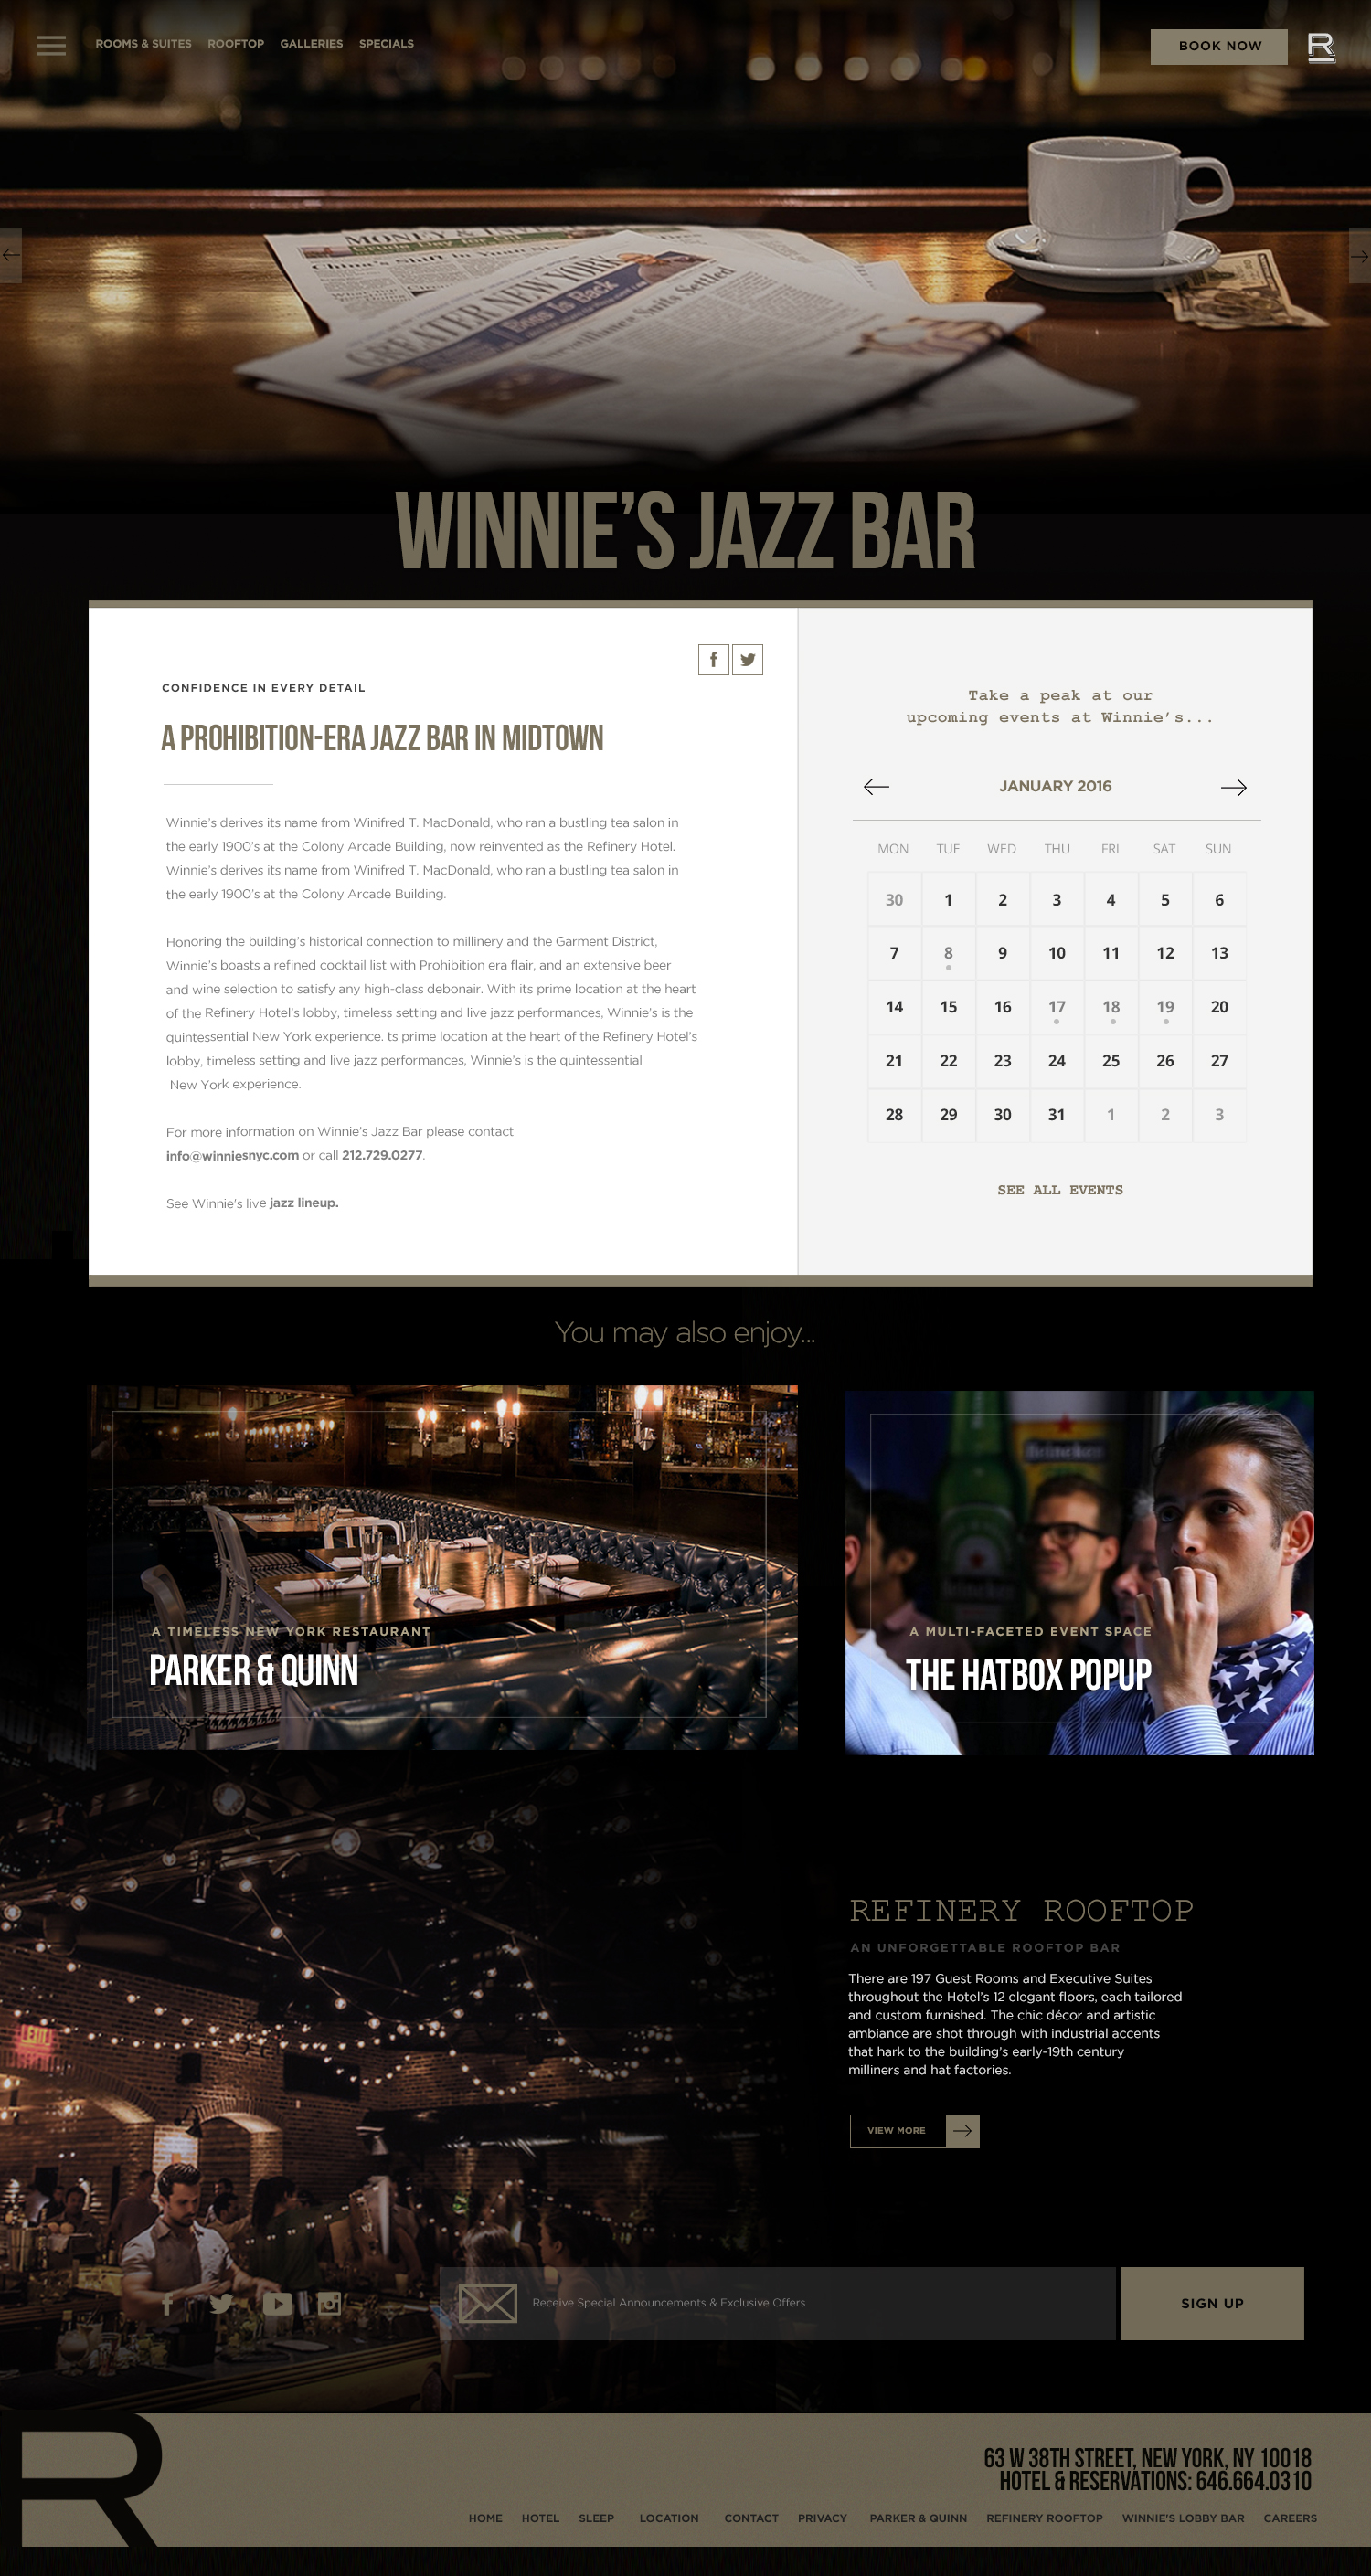 ROOMS & SUITES ROOFTOP GALLERIES SPECIALS
BOOK NOW
R
GREATER NEW YORK
Boss Is Back
WINNIE’S JAZZ BAR
f
CONFIDENCE IN EVERY DETAIL
A PROHIBITION-ERA JAZZ BAR IN MIDTOWN
Winnie’s derives its name from Winifred T. MacDonald, who ran a bustling tea salon in
the early 1900’s at the Colony Arcade Building, now reinvented as the Refinery Hotel.
Winnie’s derives its name from Winifred T. MacDonald, who ran a bustling tea salon in
the early 1900’s at the Colony Arcade Building.
Honoring the building’s historical connection to millinery and the Garment District,
Winnie’s boasts a refined cocktail list with Prohibition era flair, and an extensive beer
and wine selection to satisfy any high-class debonair. With its prime location at the heart
of the Refinery Hotel’s lobby, timeless setting and live jazz performances, Winnie’s is the
quintessential New York experience. ts prime location at the heart of the Refinery Hotel’s
lobby, timeless setting and live jazz performances, Winnie’s is the quintessential
New York experience.
For more information on Winnie’s Jazz Bar please contact
info@winniesnyc.com or call 212.729.0277.
See Winnie’s live jazz lineup.
Take a peak at our
upcoming events at Winnie’s...
JANUARY 2016
MON TUE WED THU FRI SAT SUN
30 1 2 3 4 5 6
7 8 9 10 11 12 13
14 15 16 17 18 19 20
21 22 23 24 25 26 27
28 29 30 31 1 2 3
SEE ALL EVENTS
You may also enjoy...
A TIMELESS NEW YORK RESTAURANT
PARKER & QUINN
Heineken
A MULTI-FACETED EVENT SPACE
THE HATBOX POPUP
REFINERY ROOFTOP
AN UNFORGETTABLE ROOFTOP BAR
There are 197 Guest Rooms and Executive Suites
throughout the Hotel’s 12 elegant floors, each tailored
and custom furnished. The chic décor and artistic
ambiance are shot through with industrial accents
that hark to the building’s early-19th century
milliners and hat factories.
VIEW MORE
EXIT
f
Receive Special Announcements & Exclusive Offers
SIGN UP
R
63 W 38TH STREET, NEW YORK, NY 10018
HOTEL & RESERVATIONS: 646.664.0310
HOME HOTEL SLEEP LOCATION CONTACT PRIVACY PARKER & QUINN REFINERY ROOFTOP WINNIE'S LOBBY BAR CAREERS